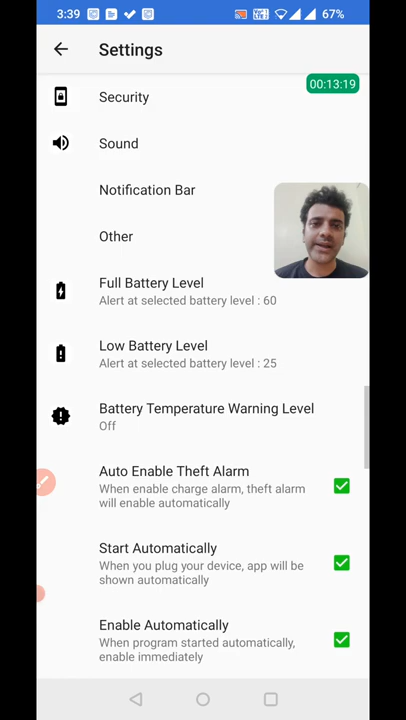 3:39
67%
Settings
00:13:19
Security
Sound
Notification Bar
Other
Full Battery Level
Alert at selected battery level : 60
Low Battery Level
Alert at selected battery level : 25
Battery Temperature Warning Level
Off
Auto Enable Theft Alarm
When enable charge alarm, theft alarm
will enable automatically
Start Automatically
When you plug your device, app will be
shown automatically
Enable Automatically
When program started automatically,
enable immediately